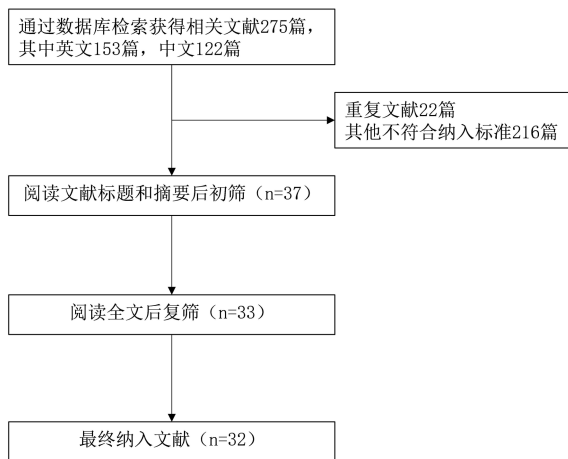 通过数据库检索获得相关文献275篇，
其中英文153篇，中文122篇
重复文献22篇
其他不符合纳入标准216篇
阅读文献标题和摘要后初筛（n=37）
阅读全文后复筛（n=33）
最终纳入文献（n=32）